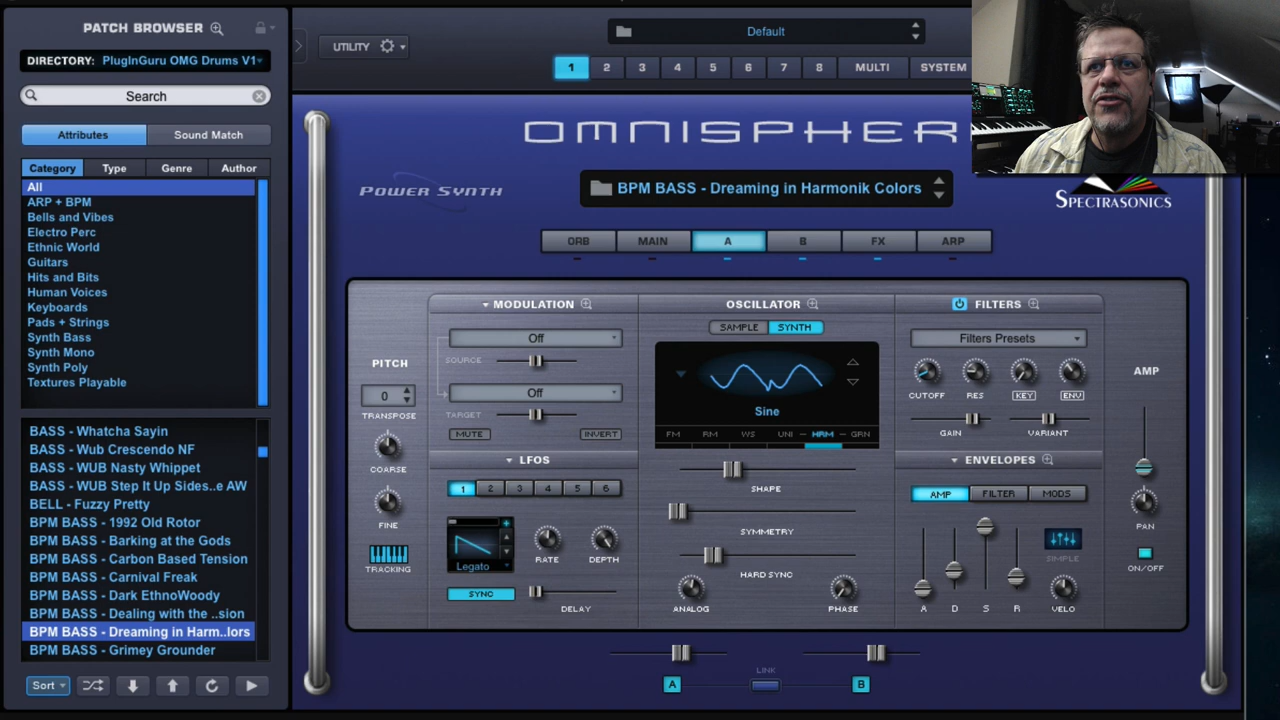 PATCH BROWSER
DIRECTORY: PlugInGuru OMG Drums V1
Search
Attributes
Sound Match
Category
Type
Genre
Author
All
ARP + BPM
Bells and Vibes
Electro Perc
Ethnic World
Guitars
Hits and Bits
Human Voices
Keyboards
Pads + Strings
Synth Bass
Synth Mono
Synth Poly
Textures Playable
BASS - Whatcha Sayin
BASS - Wub Crescendo NF
BASS - WUB Nasty Whippet
BASS - WUB Step It Up Sides..e AW
BELL - Fuzzy Pretty
BPM BASS - 1992 Old Rotor
BPM BASS - Barking at the Gods
BPM BASS - Carbon Based Tension
BPM BASS - Carnival Freak
BPM BASS - Dark EthnoWoody
BPM BASS - Dealing with the ..sion
BPM BASS - Dreaming in Harm..lors
BPM BASS - Grimey Grounder
Sort
UTILITY
Default
1 2 3 4 5 6 7 8 MULTI SYSTEM
OMNISPHER
POWER SYNTH
BPM BASS - Dreaming in Harmonik Colors
SPECTRASONICS
ORB MAIN A B FX ARP
PITCH
0
TRANSPOSE
COARSE
FINE
TRACKING
MODULATION
Off
SOURCE
Off
TARGET
MUTE
INVERT
LFOS
1 2 3 4 5 6
Legato
RATE
DEPTH
SYNC
DELAY
OSCILLATOR
SAMPLE SYNTH
Sine
FM RM WS UNI HRM GRN
SHAPE
SYMMETRY
HARD SYNC
ANALOG
PHASE
FILTERS
Filters Presets
CUTOFF RES KEY ENV
GAIN
VARIANT
ENVELOPES
AMP FILTER MODS
SIMPLE
A D S R VELO
AMP
PAN
ON/OFF
LINK
A
B